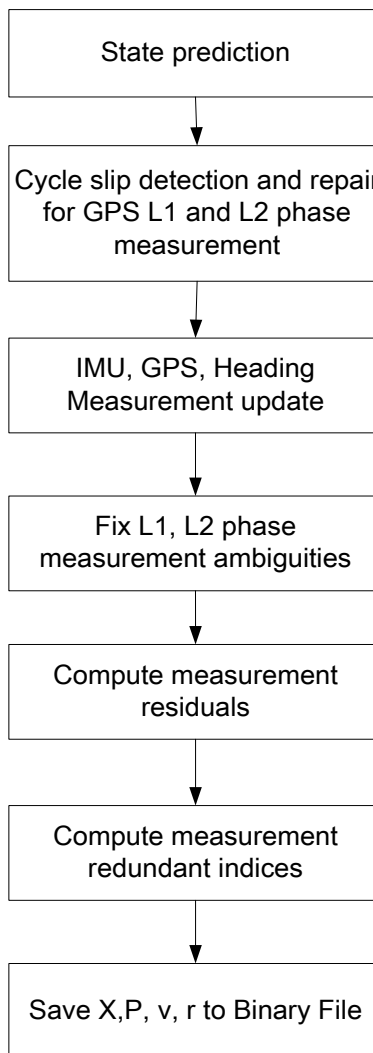 State prediction
Cycle slip detection and repair
for GPS L1 and L2 phase
measurement
IMU, GPS, Heading
Measurement update
Fix L1, L2 phase
measurement ambiguities
Compute measurement
residuals
Compute measurement
redundant indices
Save X,P, v, r to Binary File